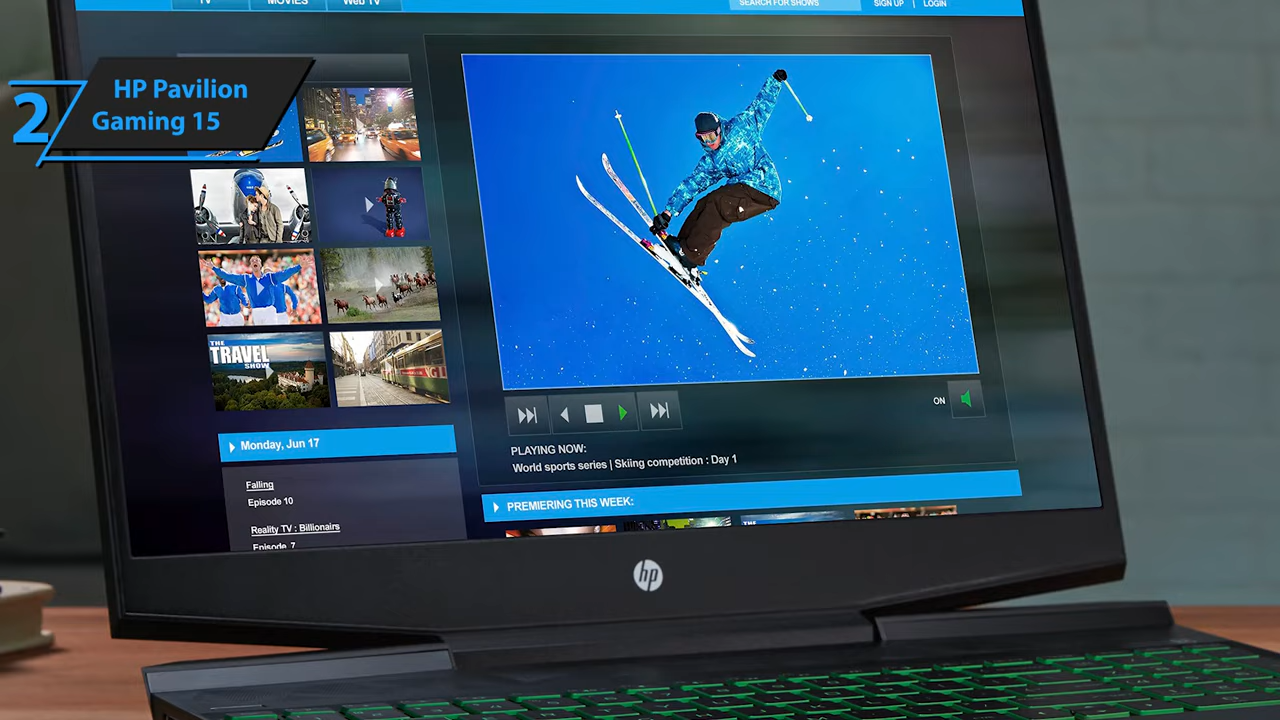 TV MOVIES Web TV
SEARCH FOR SHOWS
SIGN UP | LOGIN
2
HP Pavilion
Gaming 15
THE
TRAVEL
SHOW
ON
Monday, Jun 17
PLAYING NOW:
World sports series | Skiing competition : Day 1
Falling
Episode 10
PREMIERING THIS WEEK:
Reality TV : Billionairs
Episode 7
THE
hp